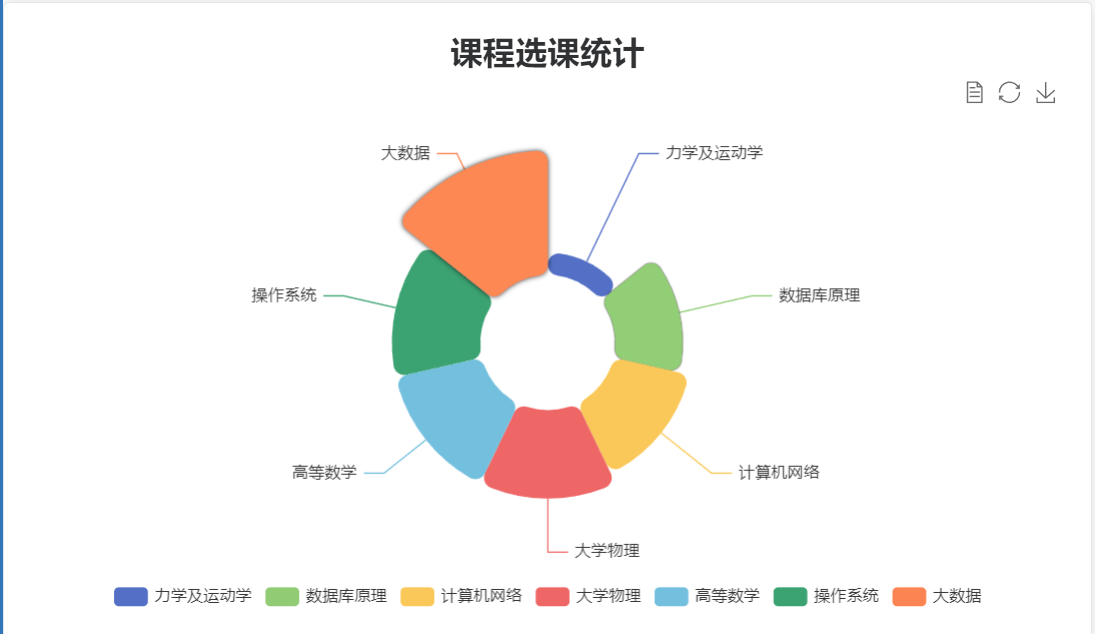 课程选课统计
大数据
力学及运动学
操作系统
数据库原理
高等数学
计算机网络
大学物理
力学及运动学 数据库原理 计算机网络 大学物理 高等数学 操作系统 大数据